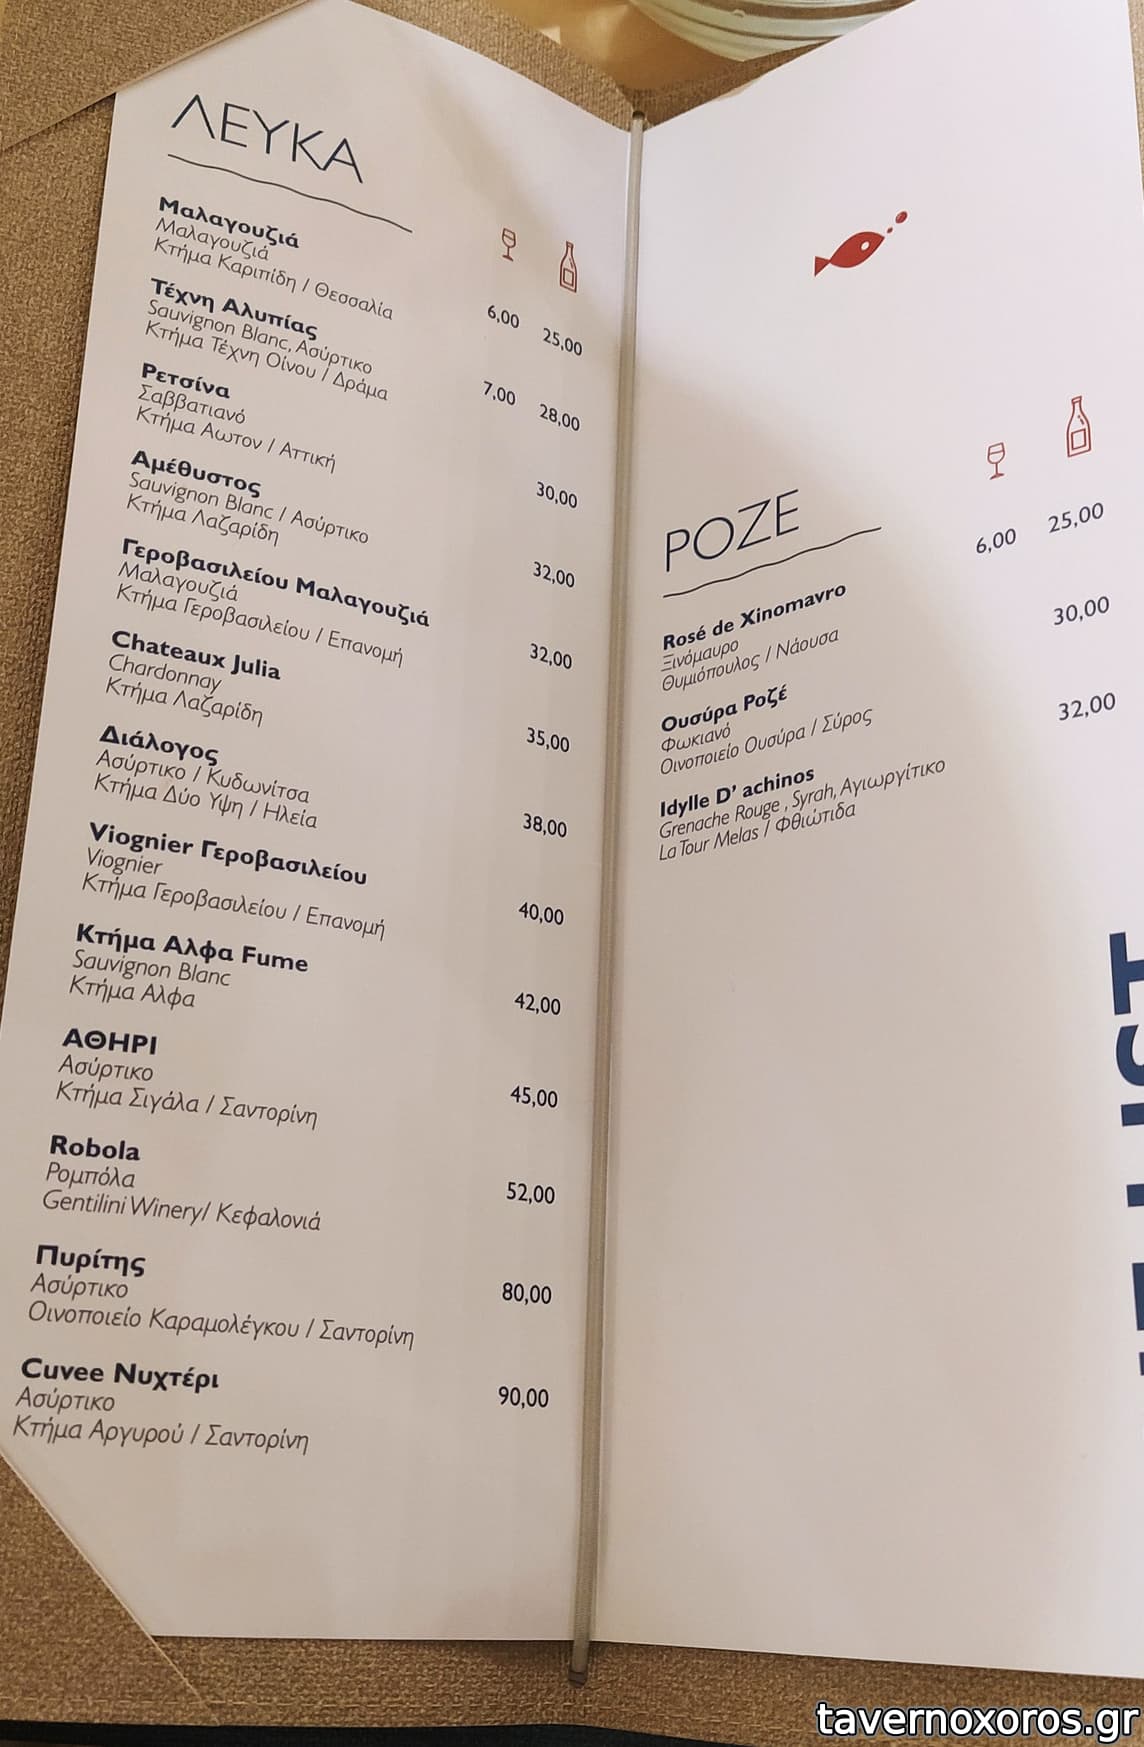 ΛΕΥΚΑ
Μαλαγουζιά
Μαλαγουζιά
Κτήμα Καριπίδη / Θεσσαλία
6,00 25,00
Τέχνη Αλυπίας
Sauvignon Blanc, Ασύρτικο
Κτήμα Τέχνη Οίνου / Δράμα
7,00 28,00
Ρετσίνα
Σαββατιανό
Κτήμα Αωτον / Αττική
30,00
Αμέθυστος
Sauvignon Blanc / Ασύρτικο
Κτήμα Λαζαρίδη
32,00
Γεροβασιλείου Μαλαγουζιά
Μαλαγουζιά
Κτήμα Γεροβασιλείου / Επανομή
32,00
Chateaux Julia
Chardonnay
Κτήμα Λαζαρίδη
35,00
Διάλογος
Ασύρτικο / Κυδωνίτσα
Κτήμα Δύο Υψη / Ηλεία
38,00
Viognier Γεροβασιλείου
Viognier
Κτήμα Γεροβασιλείου / Επανομή
40,00
Κτήμα Αλφα Fume
Sauvignon Blanc
Κτήμα Αλφα
42,00
ΑΘΗΡΙ
Ασύρτικο
Κτήμα Σιγάλα / Σαντορίνη
45,00
Robola
Ρομπόλα
Gentilini Winery/ Κεφαλονιά
52,00
Πυρίτης
Ασύρτικο
Οινοποιείο Καραμολέγκου / Σαντορίνη
80,00
Cuvee Νυχτέρι
Ασύρτικο
Κτήμα Αργυρού / Σαντορίνη
90,00
ΡΟΖΕ
Rosé de Xinomavro
Ξινόμαυρο
Θυμιόπουλος / Νάουσα
6,00 25,00
Ουσύρα Ροζέ
Φωκιανό
Οινοποιείο Ουσύρα / Σύρος
30,00
Idylle D' achinos
Grenache Rouge , Syrah, Αγιωργίτικο
La Tour Melas / Φθιώτιδα
32,00
tavernoxoros.gr